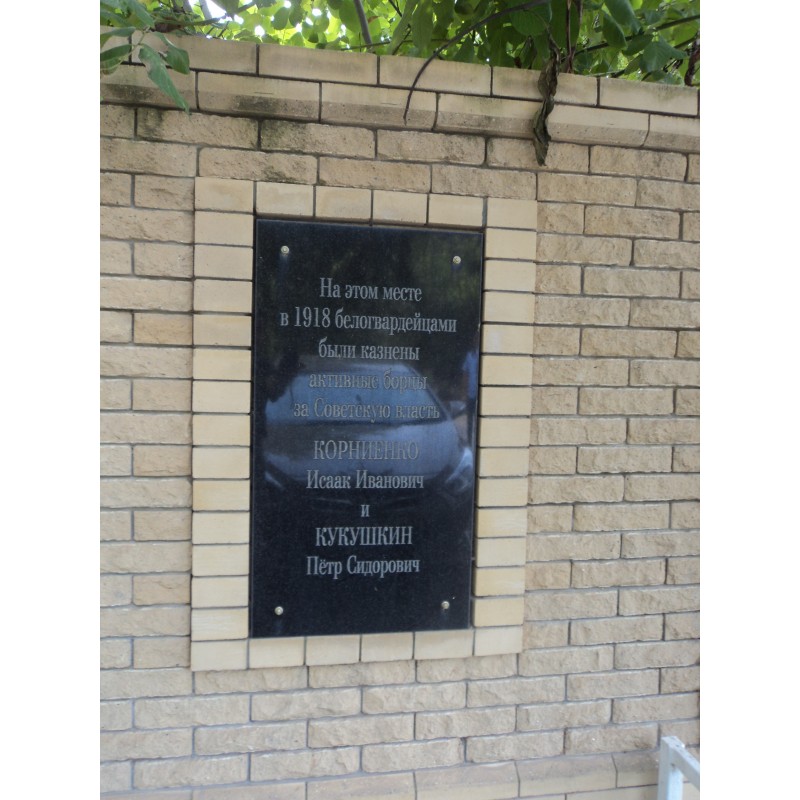 На этом месте
в 1918 белогвардейцами
были казнены
активные борцы
за Советскую власть
КОРНИЕНКО
Исаак Иванович
и
КУКУШКИН
Пётр Сидорович